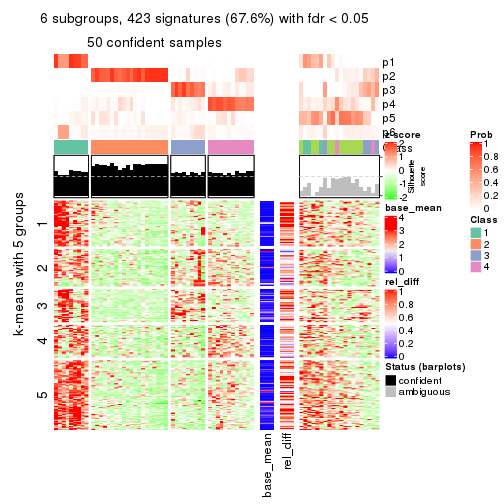 6 subgroups, 423 signatures (67.6%) with fdr < 0.05
50 confident samples
p1
p2
p3
p4
p5
p6
Class
z-score
2
1
0
-1
-2
Silhouette
score
Prob
1
0.8
0.6
0.4
0.2
0
base_mean
4
3
2
1
0
Class
1
2
3
4
rel_diff
1
0.8
0.6
0.4
0.2
0
Status (barplots)
confident
ambiguous
k-means with 5 groups
1
2
3
4
5
base_mean
rel_diff